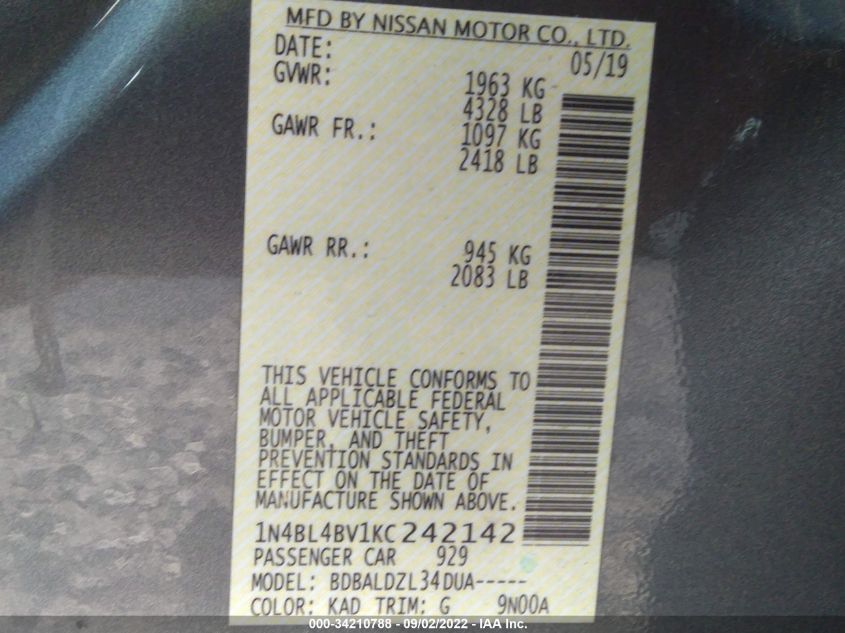 MFD BY NISSAN MOTOR CO., LTD.
DATE: 05/19
GVWR: 1963 KG
4328 LB
GAWR FR.: 1097 KG
2418 LB
GAWR RR.: 945 KG
2083 LB
THIS VEHICLE CONFORMS TO
ALL APPLICABLE FEDERAL
MOTOR VEHICLE SAFETY,
BUMPER, AND THEFT
PREVENTION STANDARDS IN
EFFECT ON THE DATE OF
MANUFACTURE SHOWN ABOVE.
1N4BL4BV1KC242142
PASSENGER CAR 929
MODEL: BDBALDZL34DUA-----
COLOR: KAD TRIM: G 9N00A
000-34210788 - 09/02/2022 - IAA Inc.